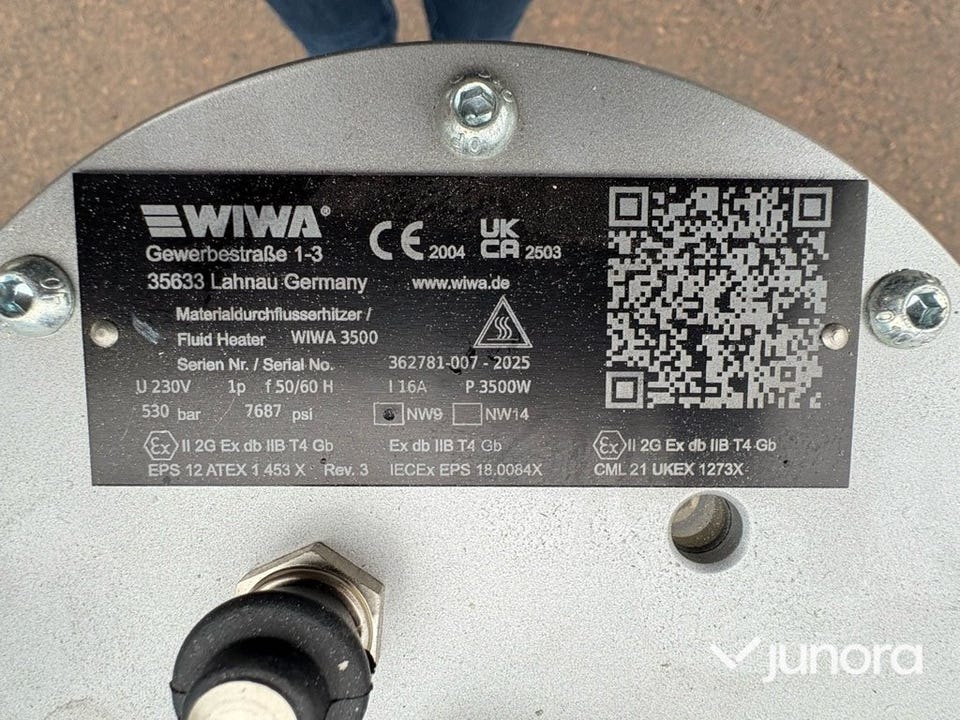 WIWA®
Gewerbestraße 1-3
35633 Lahnau Germany
CE 2004 UK CA 2503
www.wiwa.de
Materialdurchflusserhitzer /
Fluid Heater WIWA 3500
Serien Nr. / Serial No. 362781-007 - 2025
U 230V 1p f 50/60 H I 16A P 3500W
530 bar 7687 psi NW9 NW14
Ex II 2G Ex db IIB T4 Gb Ex db IIB T4 Gb Ex II 2G Ex db IIB T4 Gb
EPS 12 ATEX 1 453 X Rev. 3 IECEx EPS 18.0084X CML 21 UKEX 1273X
junora